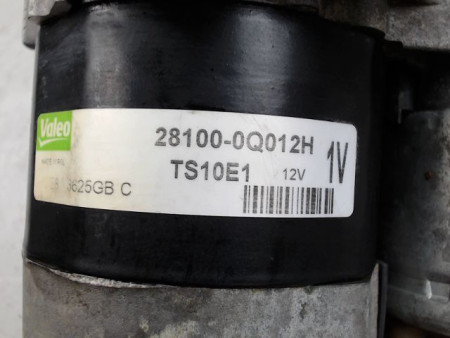 Valeo
28100-0Q012H
TS10E1 12V
1V
3625GB C